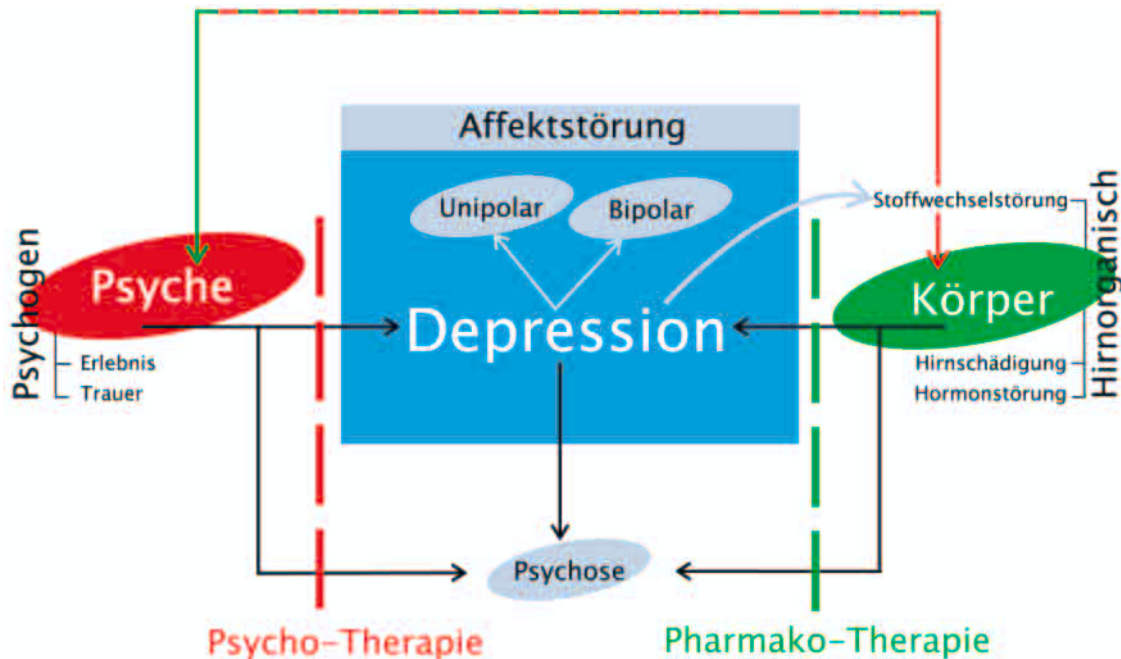 Affektstörung
Unipolar
Bipolar
Stoffwechselstörung
Psychogen
Psyche
Hirnorganisch
Körper
Depression
Erlebnis
Trauer
Hirnschädigung
Hormonstörung
Psychose
Psycho-Therapie
Pharmako-Therapie